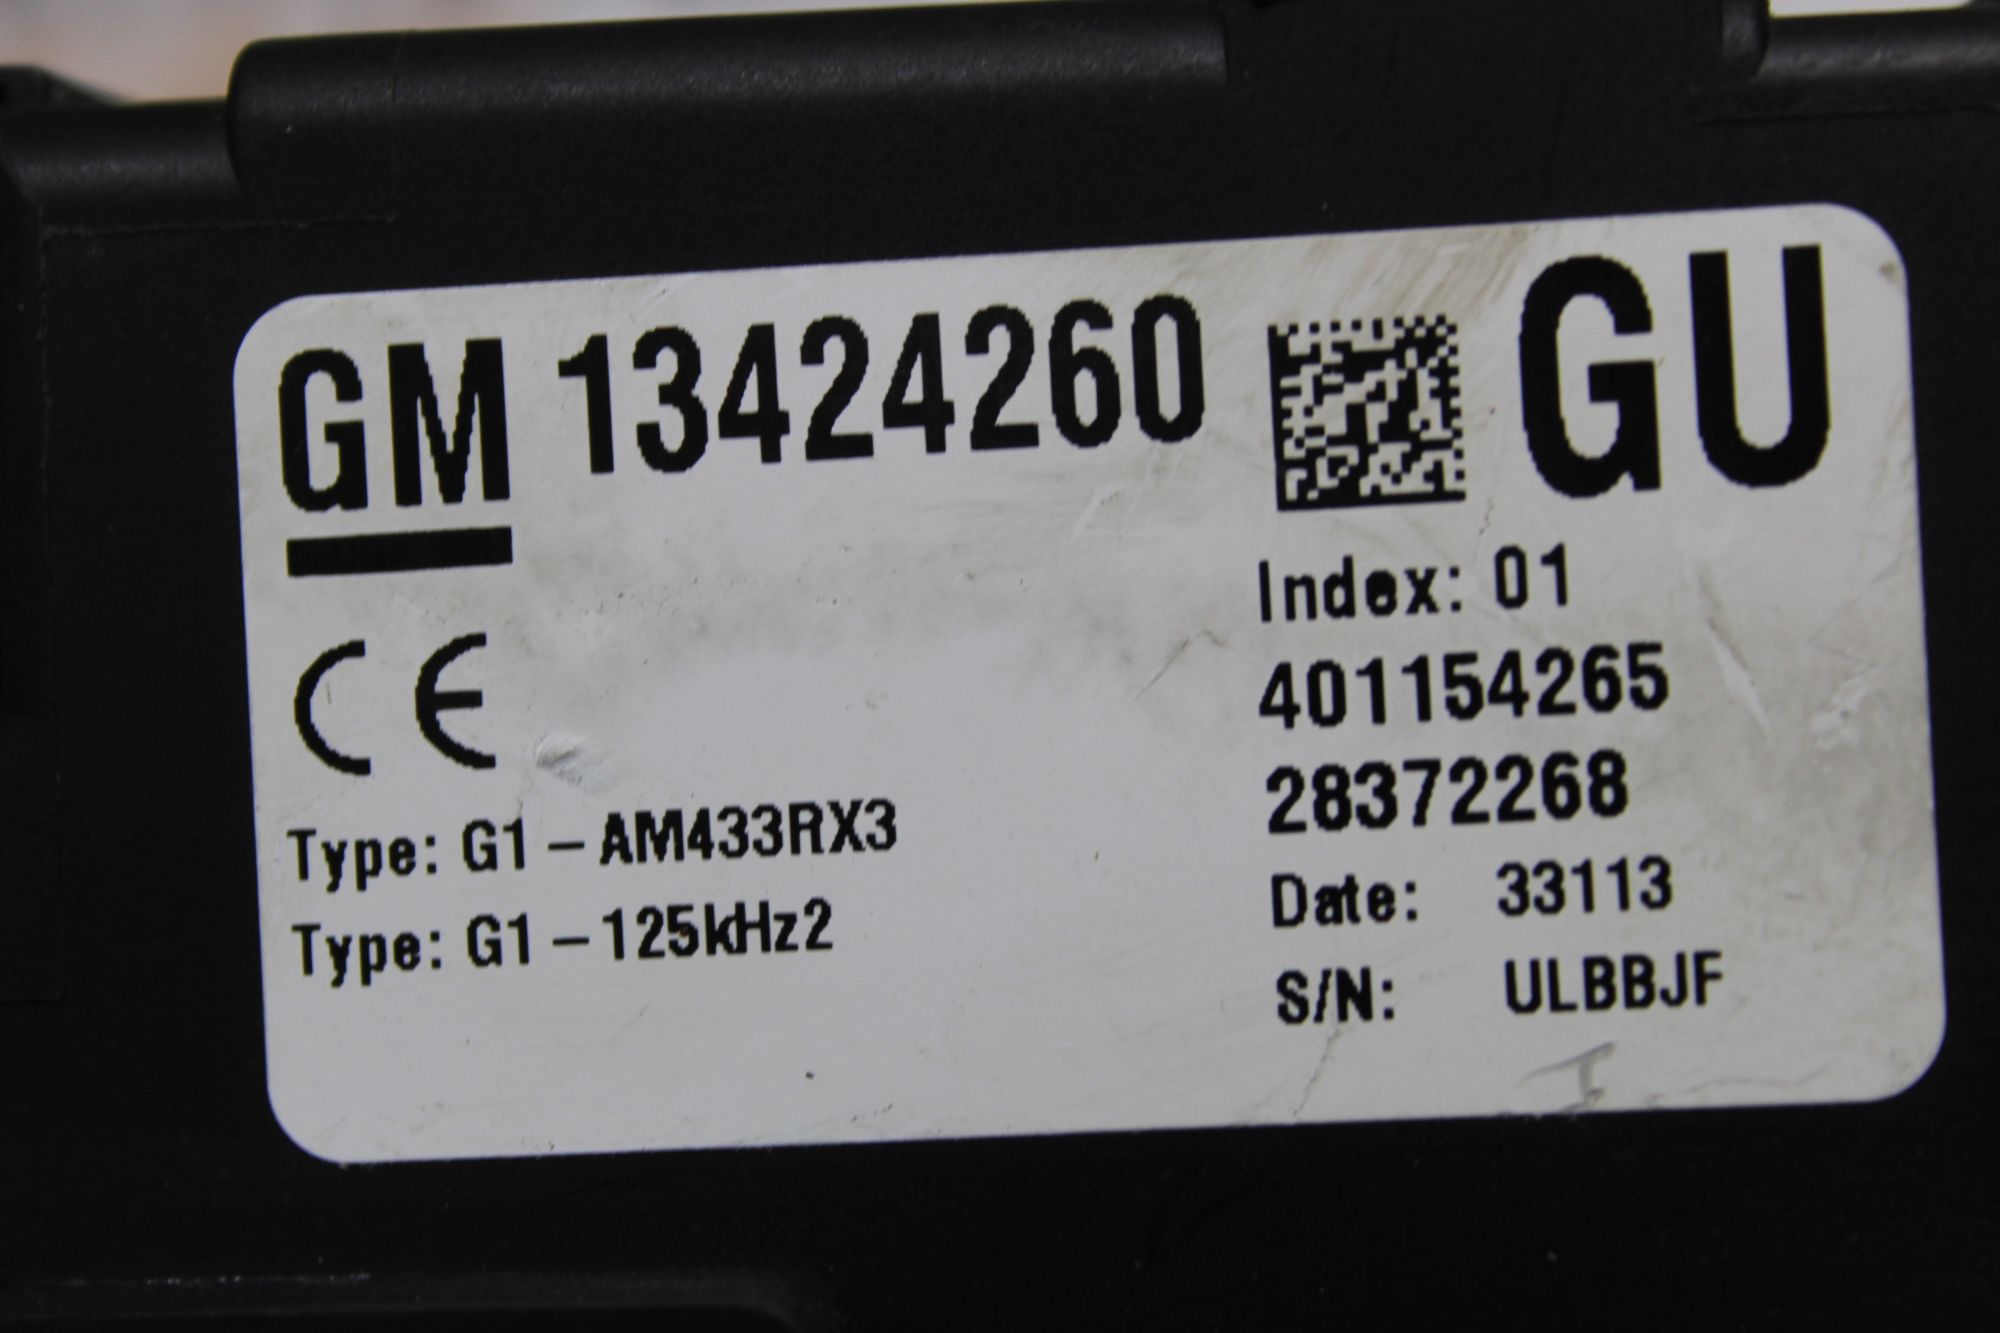 GM 13424260 GU
CE
Type: G1-AM433RX3
Type: G1-125kHz2
Index: 01
401154265
28372268
Date: 33113
S/N: ULBBJF